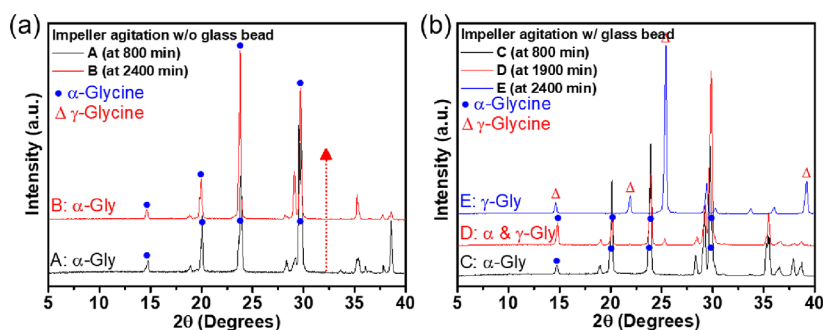 (a)
Impeller agitation w/o glass bead
A (at 800 min)
B (at 2400 min)
α-Glycine
Δ γ-Glycine
B: α-Gly
A: α-Gly
Intensity (a.u.)
5 10 15 20 25 30 35 40
2θ (Degrees)
(b)
Impeller agitation w/ glass bead
C (at 800 min)
D (at 1900 min)
E (at 2400 min)
α-Glycine
Δ γ-Glycine
Δ
Δ
Δ
Δ
E: γ-Gly
D: α & γ-Gly
C: α-Gly
Intensity (a.u.)
5 10 15 20 25 30 35 40
2θ (Degrees)